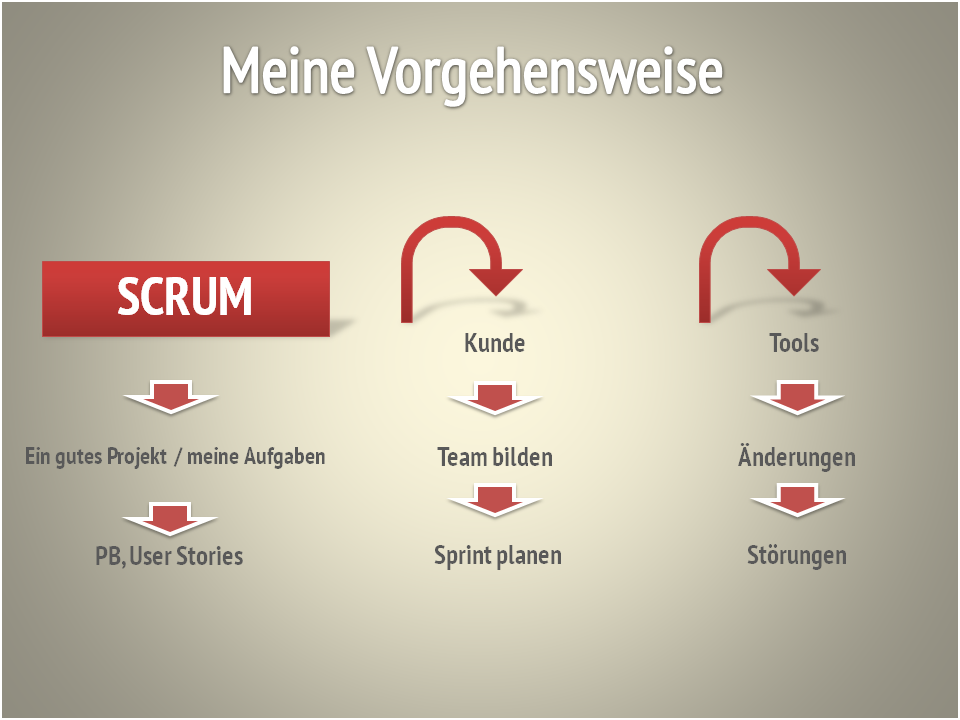 Meine Vorgehensweise
SCRUM
Ein gutes Projekt / meine Aufgaben
PB, User Stories
Kunde
Team bilden
Sprint planen
Tools
Änderungen
Störungen